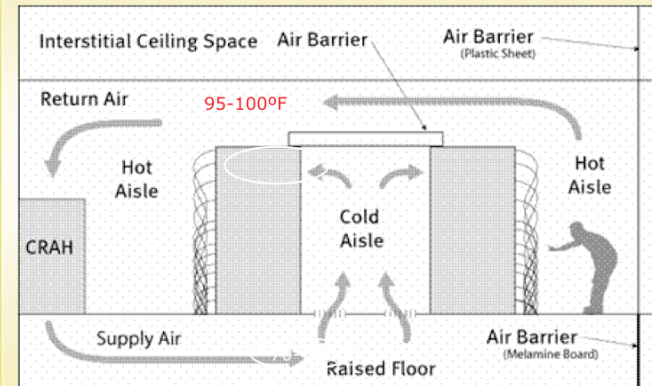 Interstitial Ceiling Space
Air Barrier
Air Barrier
(Plastic Sheet)
Return Air
95-100ºF
Hot
Aisle
Hot
Aisle
Cold
Aisle
CRAH
Supply Air
Air Barrier
(Melamine Board)
Raised Floor